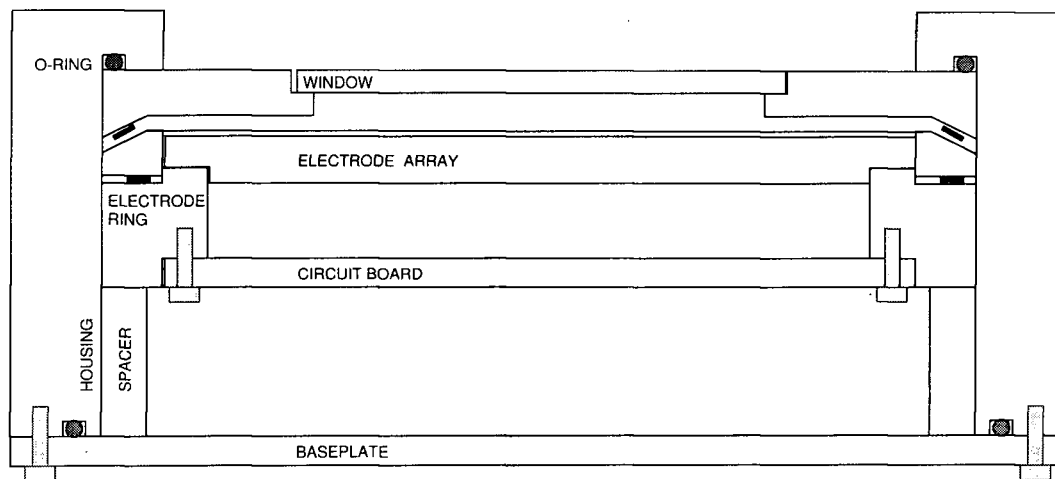 O-RING
WINDOW
ELECTRODE ARRAY
ELECTRODE
RING
CIRCUIT BOARD
HOUSING
SPACER
BASEPLATE